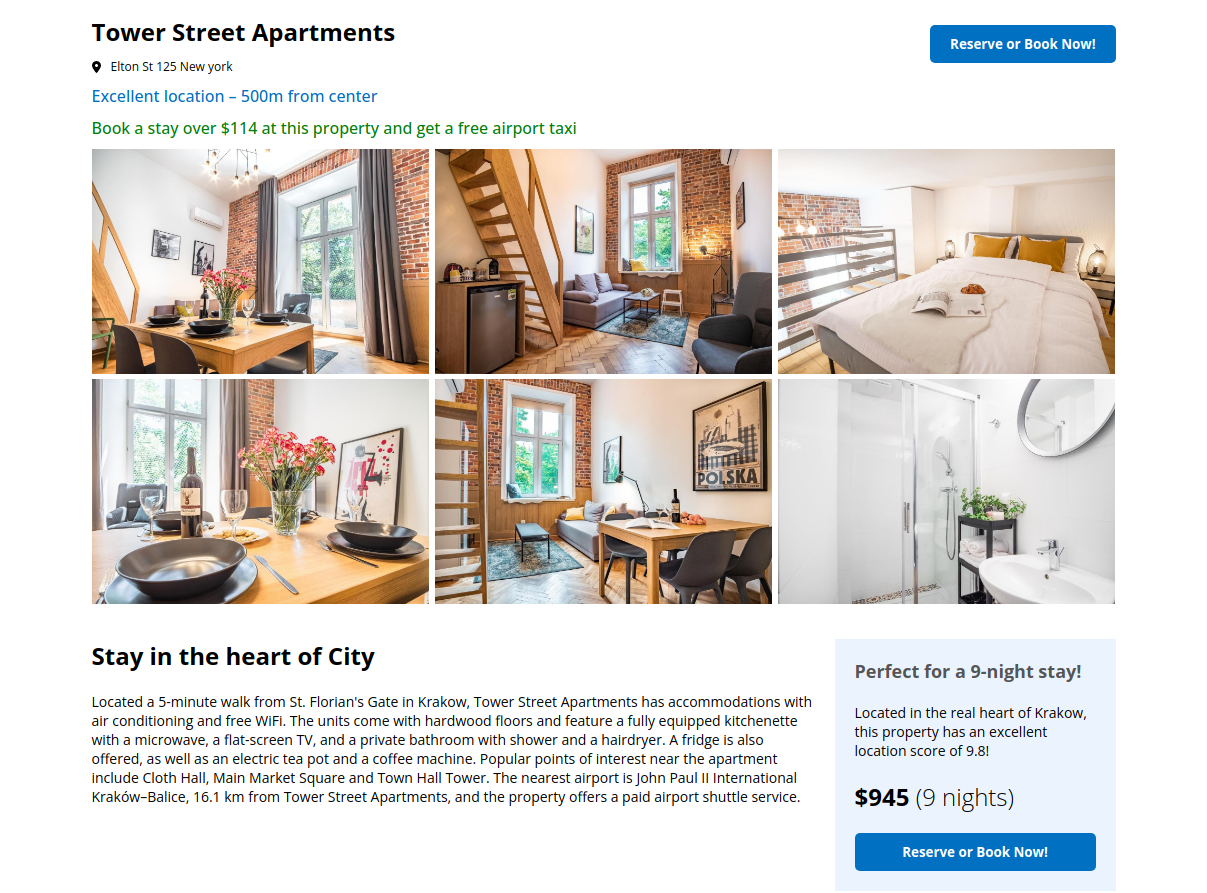 Tower Street Apartments
Reserve or Book Now!
Elton St 125 New york
Excellent location – 500m from center
Book a stay over $114 at this property and get a free airport taxi
POLSKA
Stay in the heart of City
Located a 5-minute walk from St. Florian's Gate in Krakow, Tower Street Apartments has accommodations with
air conditioning and free WiFi. The units come with hardwood floors and feature a fully equipped kitchenette
with a microwave, a flat-screen TV, and a private bathroom with shower and a hairdryer. A fridge is also
offered, as well as an electric tea pot and a coffee machine. Popular points of interest near the apartment
include Cloth Hall, Main Market Square and Town Hall Tower. The nearest airport is John Paul II International
Kraków–Balice, 16.1 km from Tower Street Apartments, and the property offers a paid airport shuttle service.
Perfect for a 9-night stay!
Located in the real heart of Krakow,
this property has an excellent
location score of 9.8!
$945 (9 nights)
Reserve or Book Now!